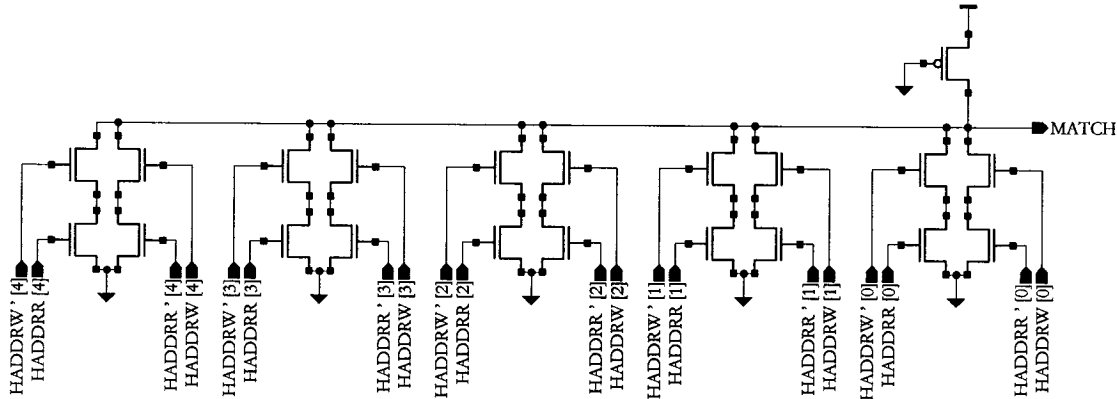 MATCH
HADDRW' [4]
HADDRR [4]
HADDRR' [4]
HADDRW [4]
HADDRW' [3]
HADDRR [3]
HADDRR' [3]
HADDRW [3]
HADDRW' [2]
HADDRR [2]
HADDRR' [2]
HADDRW [2]
HADDRW' [1]
HADDRR [1]
HADDRR' [1]
HADDRW [1]
HADDRW' [0]
HADDRR [0]
HADDRR' [0]
HADDRW [0]